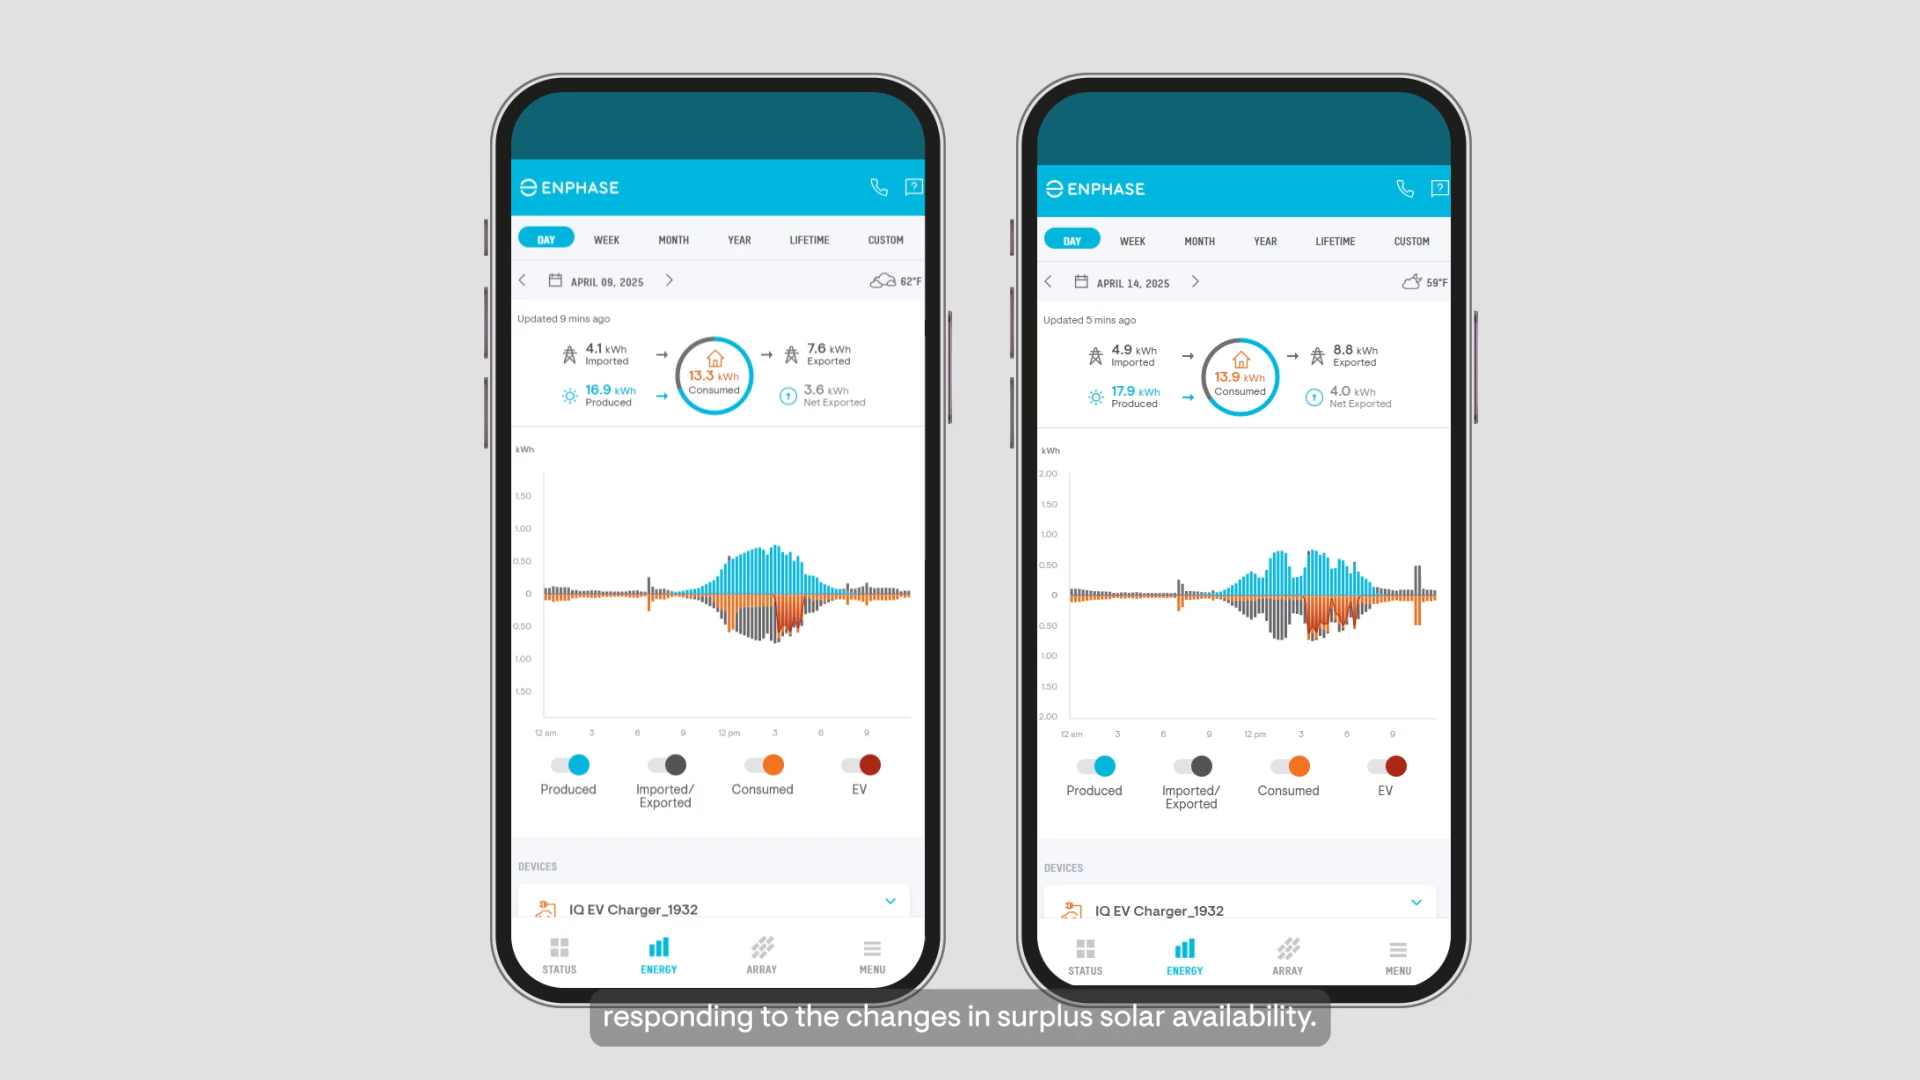 ENPHASE
DAY WEEK MONTH YEAR LIFETIME CUSTOM
APRIL 09, 2025 62°F
Updated 9 mins ago
4.1 kWh
Imported
13.3 kWh
Consumed
7.6 kWh
Exported
16.9 kWh
Produced
3.6 kWh
Net Exported
kWh
1.50
1.00
0.50
0
0.50
1.00
1.50
12 am 3 6 9 12 pm 3 6 9
Produced Imported/ Consumed EV
Exported
DEVICES
IQ EV Charger_1932
STATUS ENERGY ARRAY MENU
ENPHASE
DAY WEEK MONTH YEAR LIFETIME CUSTOM
APRIL 14, 2025 59°F
Updated 5 mins ago
4.9 kWh
Imported
13.9 kWh
Consumed
8.8 kWh
Exported
17.9 kWh
Produced
4.0 kWh
Net Exported
kWh
2.00
1.50
1.00
0.50
0
0.50
1.00
1.50
2.00
12 am 3 6 9 12 pm 3 6 9
Produced Imported/ Consumed EV
Exported
DEVICES
IQ EV Charger_1932
STATUS ENERGY ARRAY MENU
responding to the changes in surplus solar availability.